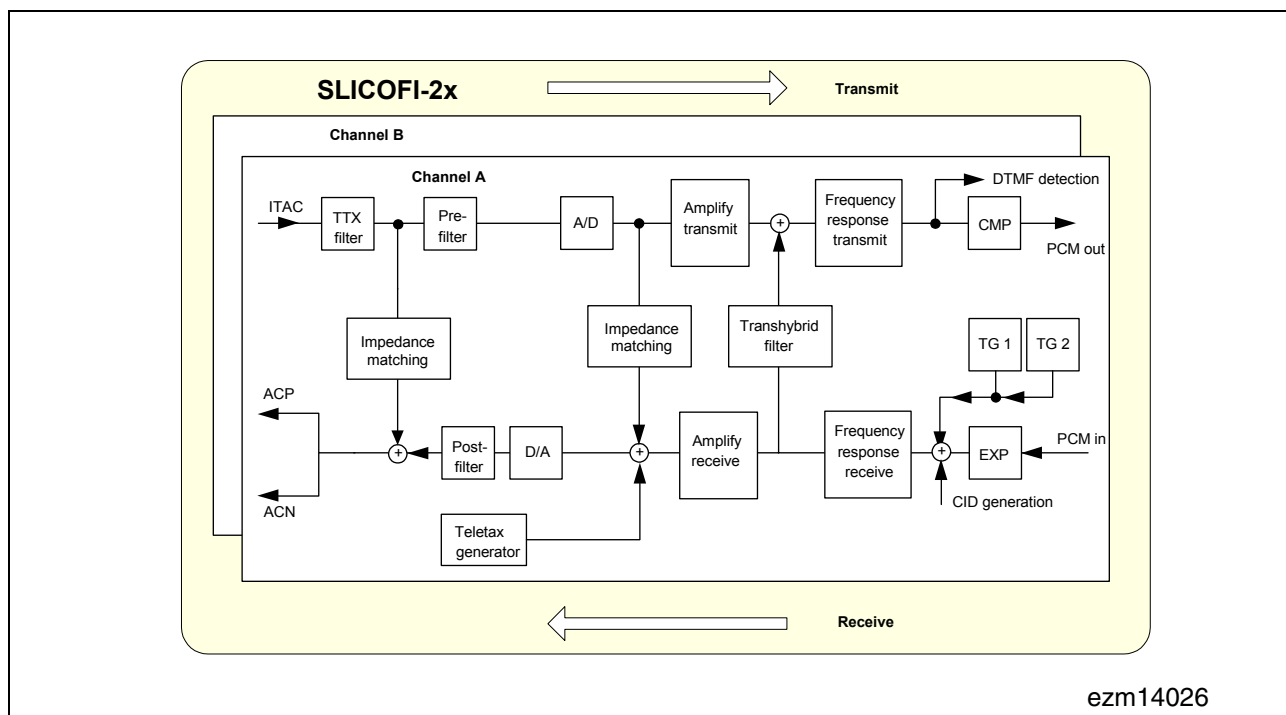 SLICOFI-2x
Transmit
Channel B
Channel A
ITAC
TTX
filter
Pre-
filter
A/D
Amplify
transmit
+
Frequency
response
transmit
DTMF detection
CMP
PCM out
Impedance
matching
Impedance
matching
Transhybrid
filter
TG 1
TG 2
ACP
ACN
+
Post-
filter
D/A
+
Amplify
receive
Frequency
response
receive
+
EXP
PCM in
CID generation
Teletax
generator
Receive
ezm14026